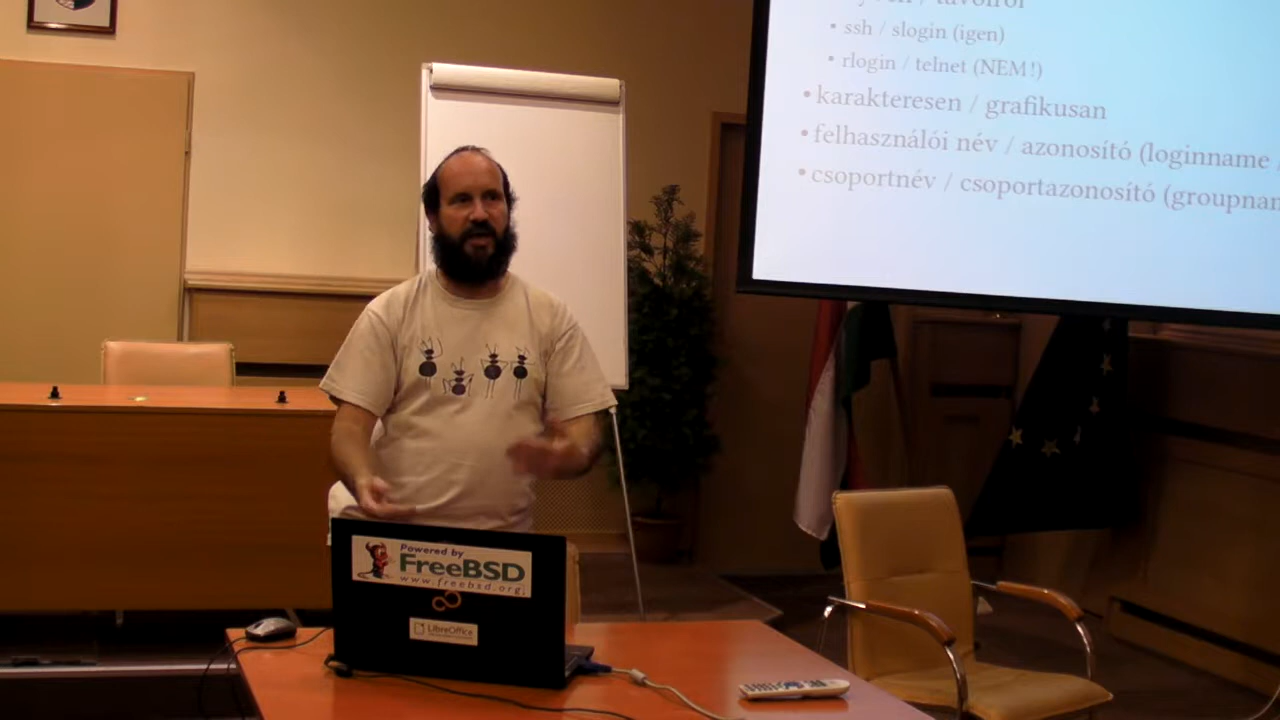 • ssh / slogin (igen)
• rlogin / telnet (NEM!)
• karakteresen / grafikusan
• felhasználói név / azonosító (loginname /
• csoportnév / csoportazonosító (groupnam
Powered by
FreeBSD
www.freebsd.org
LibreOffice